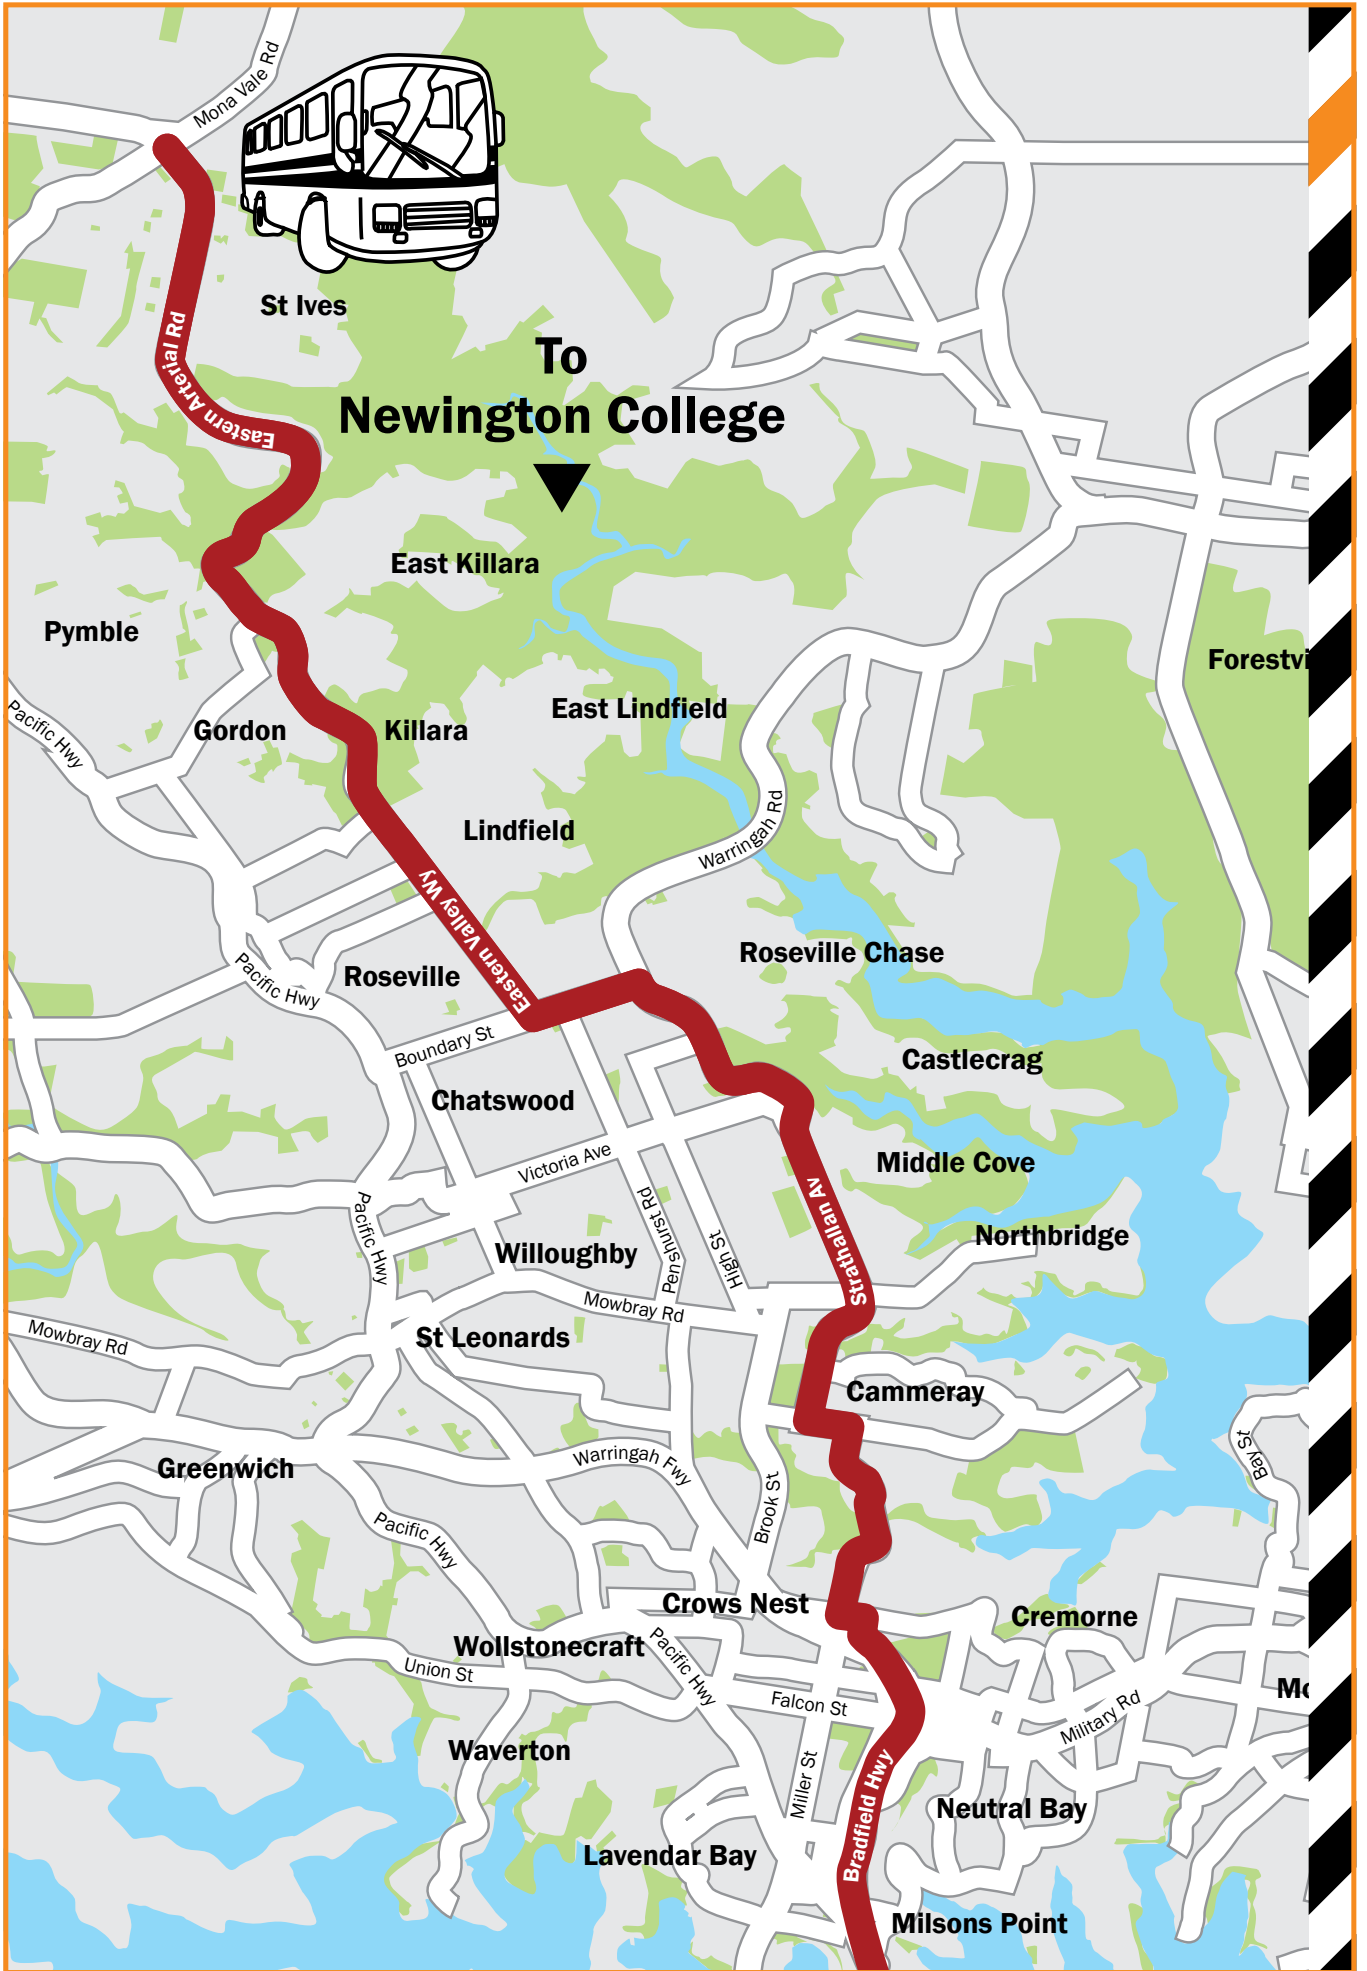 Mona Vale Rd
St Ives
To
Newington College
Eastern Arterial Rd
East Killara
Pymble
Forestvi
East Lindfield
Pacific Hwy
Gordon
Killara
Warringah Rd
Lindfield
Eastern Valley Wy
Roseville Chase
Pacific Hwy
Roseville
Boundary St
Castlecrag
Chatswood
Victoria Ave
Middle Cove
Pacific Hwy
Penshurst Rd
High St
Strathallan Av
Northbridge
Willoughby
Mowbray Rd
Mowbray Rd
St Leonards
Cammeray
Greenwich
Warringah Fwy
Bay St
Brook St
Pacific Hwy
Crows Nest
Cremorne
Wollstonecraft
Pacific Hwy
Union St
Falcon St
Mo
Military Rd
Waverton
Miller St
Bradfield Hwy
Neutral Bay
Lavendar Bay
Milsons Point